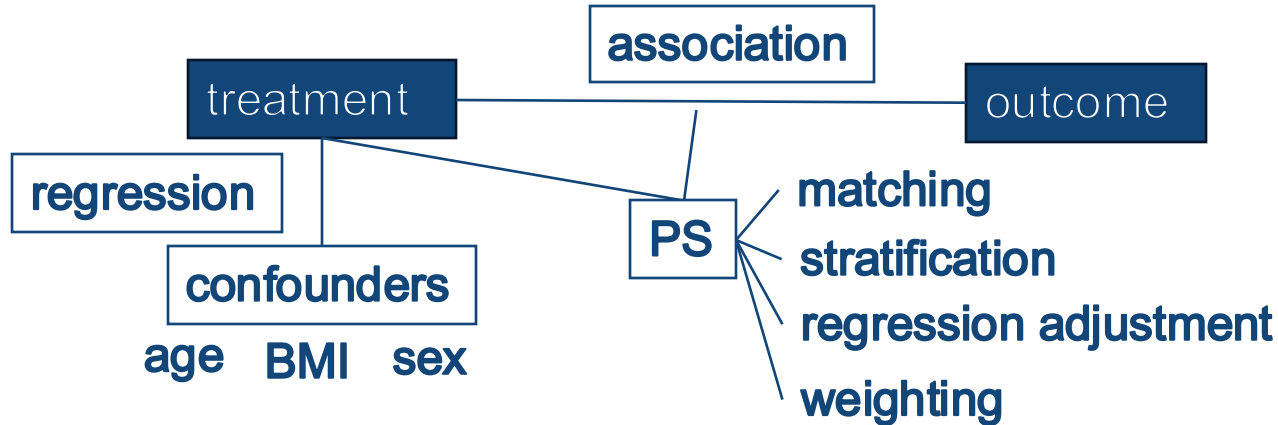 association
treatment
outcome
regression
matching
PS
stratification
confounders
regression adjustment
age BMI sex
weighting